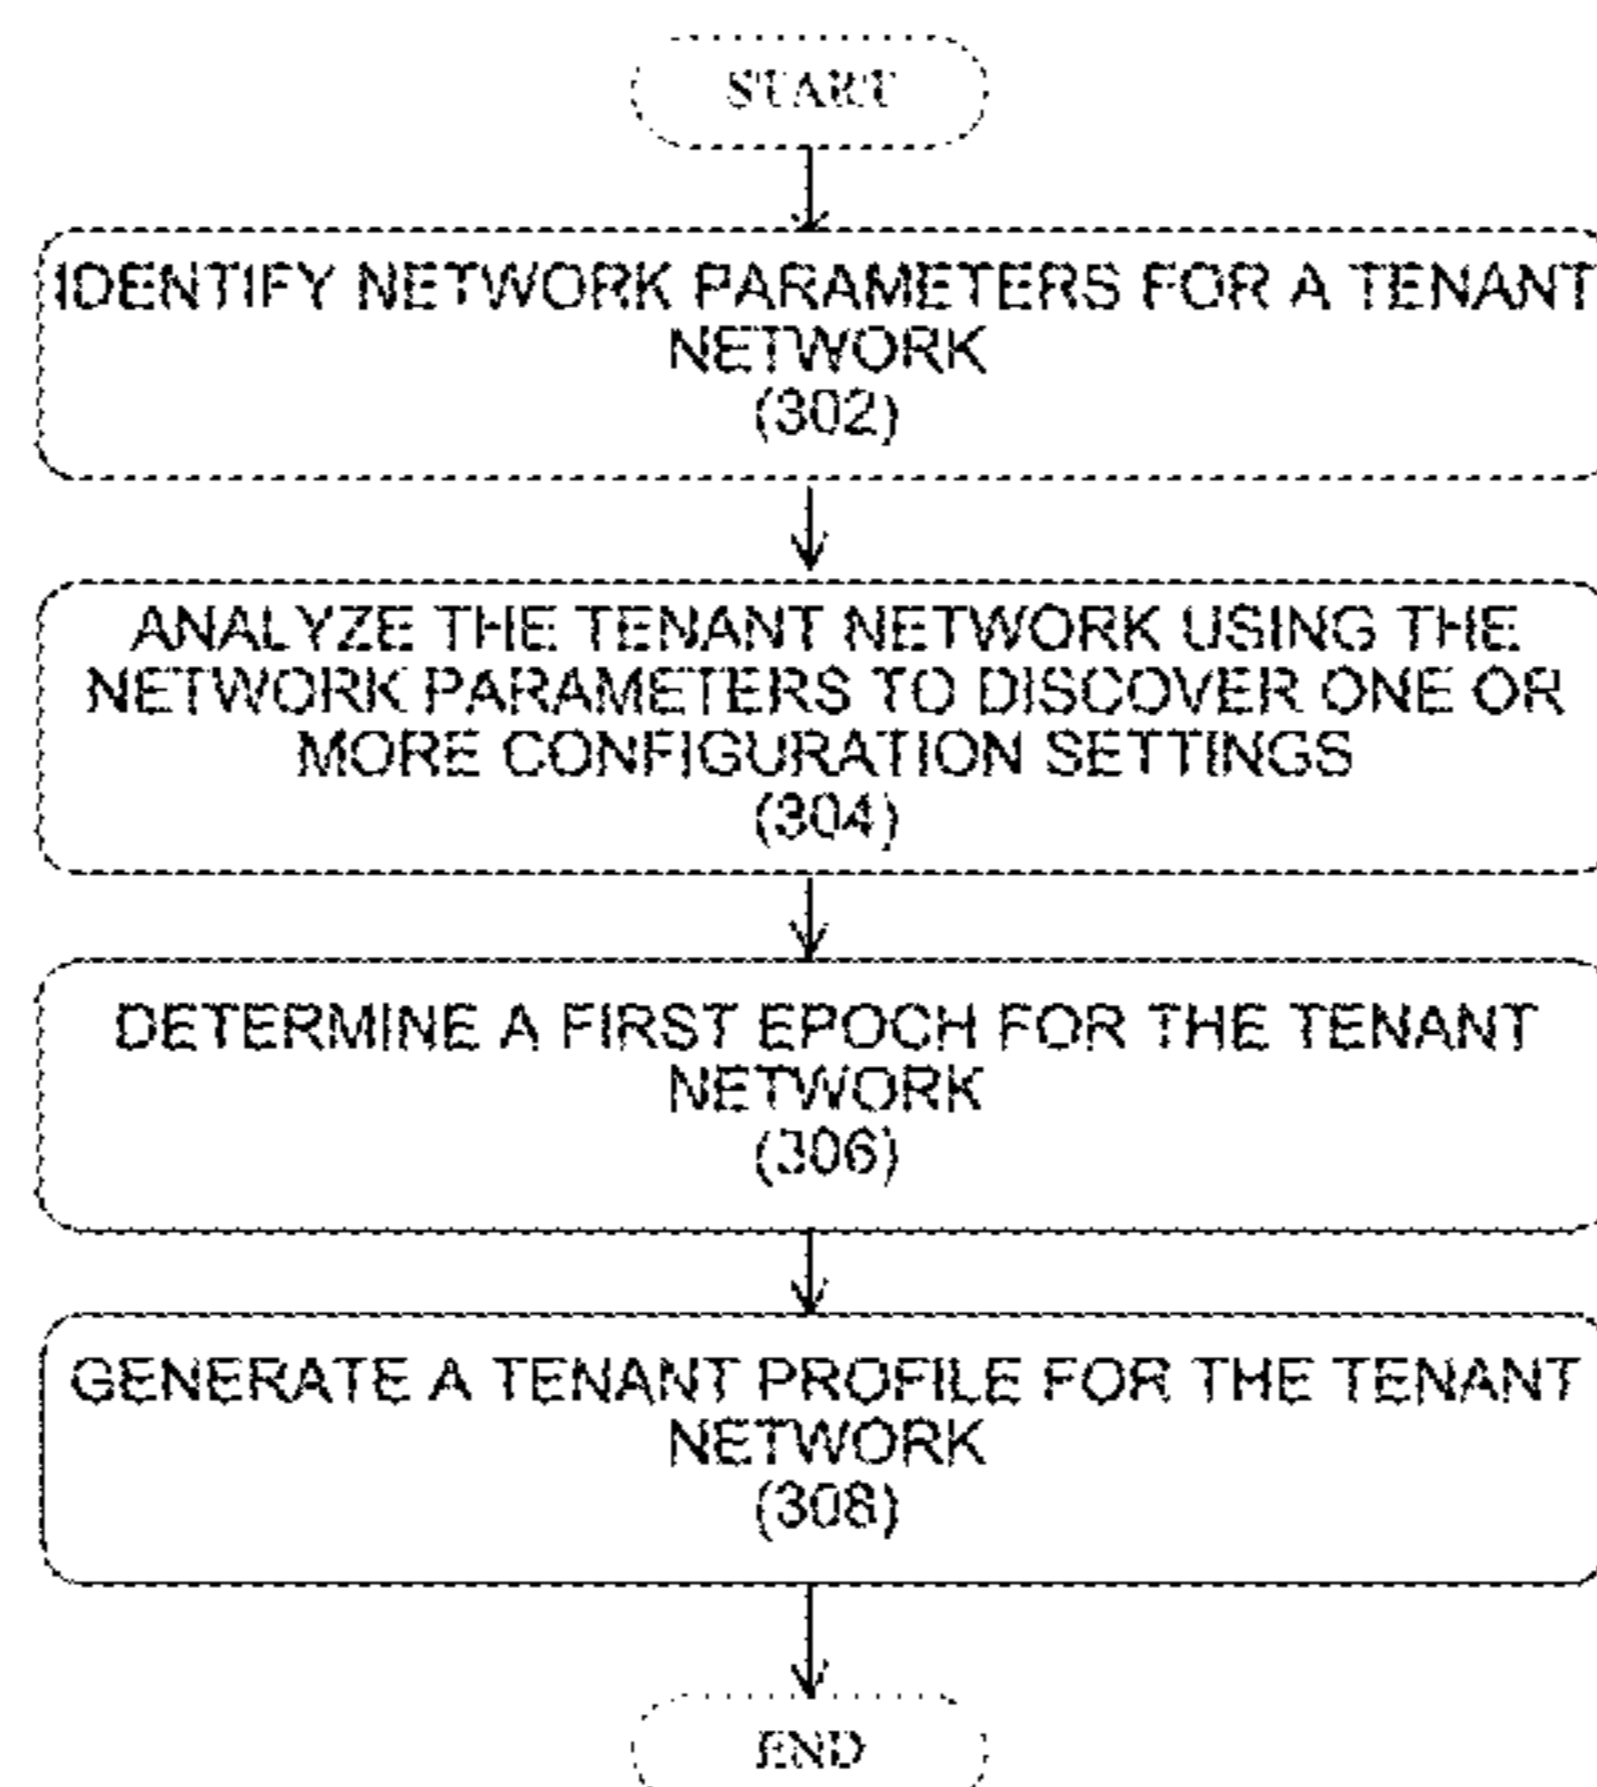 START
IDENTIFY NETWORK PARAMETERS FOR A TENANT
NETWORK
(302)
ANALYZE THE TENANT NETWORK USING THE
NETWORK PARAMETERS TO DISCOVER ONE OR
MORE CONFIGURATION SETTINGS
(304)
DETERMINE A FIRST EPOCH FOR THE TENANT
NETWORK
(306)
GENERATE A TENANT PROFILE FOR THE TENANT
NETWORK
(308)
END